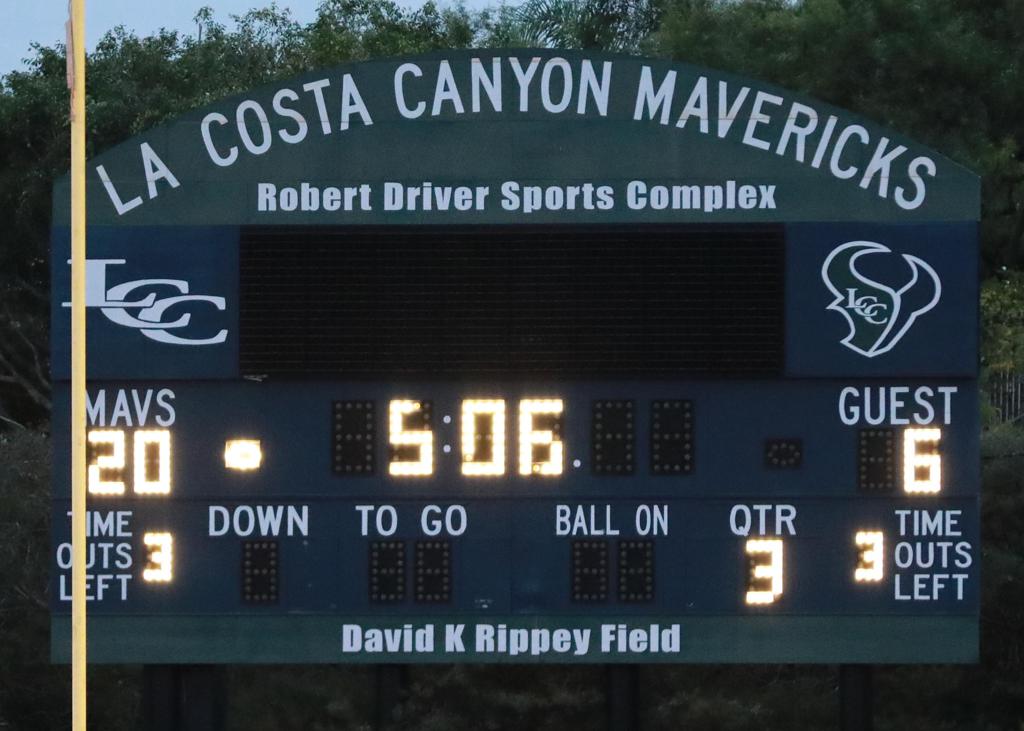 LA COSTA CANYON MAVERICKS
Robert Driver Sports Complex
LCC
LCC
MAVS
GUEST
20
5:06.
6
TIME OUTS LEFT
3
DOWN
TO GO
BALL ON
QTR
3
3
TIME OUTS LEFT
David K Rippey Field